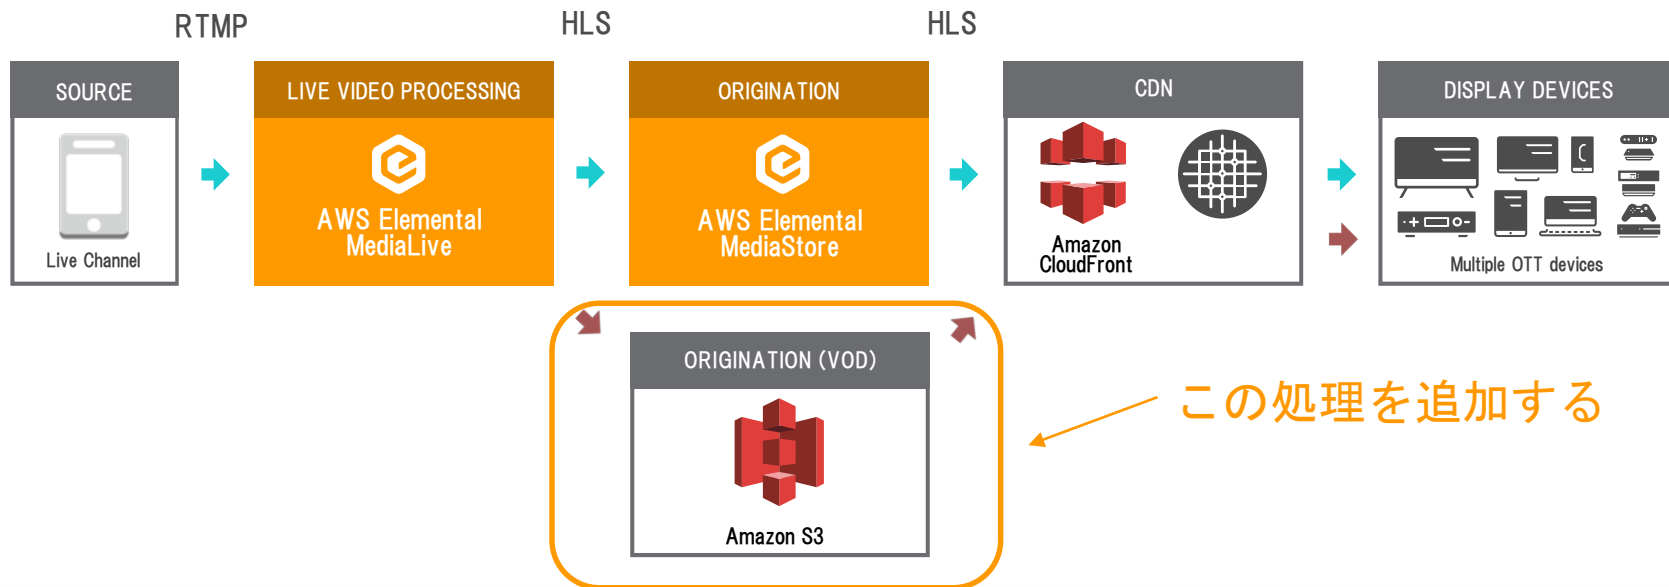 RTMP
HLS
HLS
SOURCE
Live Channel
LIVE VIDEO PROCESSING
AWS Elemental
MediaLive
ORIGINATION
AWS Elemental
MediaStore
CDN
Amazon
CloudFront
DISPLAY DEVICES
Multiple OTT devices
ORIGINATION (VOD)
Amazon S3
この処理を追加する